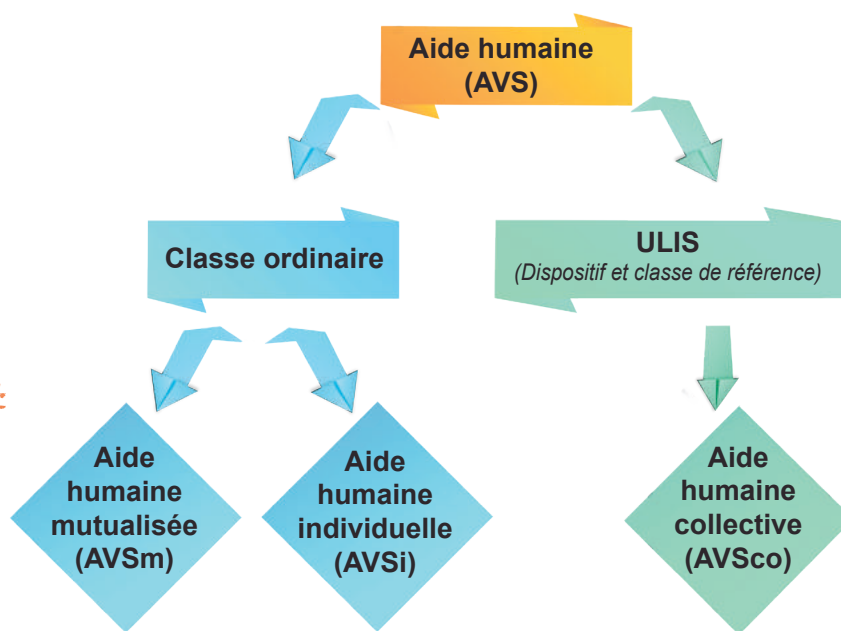 Aide humaine
(AVS)
Classe ordinaire
ULIS
(Dispositif et classe de référence)
Aide
humaine
mutualisée
(AVSm)
Aide
humaine
individuelle
(AVSi)
Aide
humaine
collective
(AVSco)